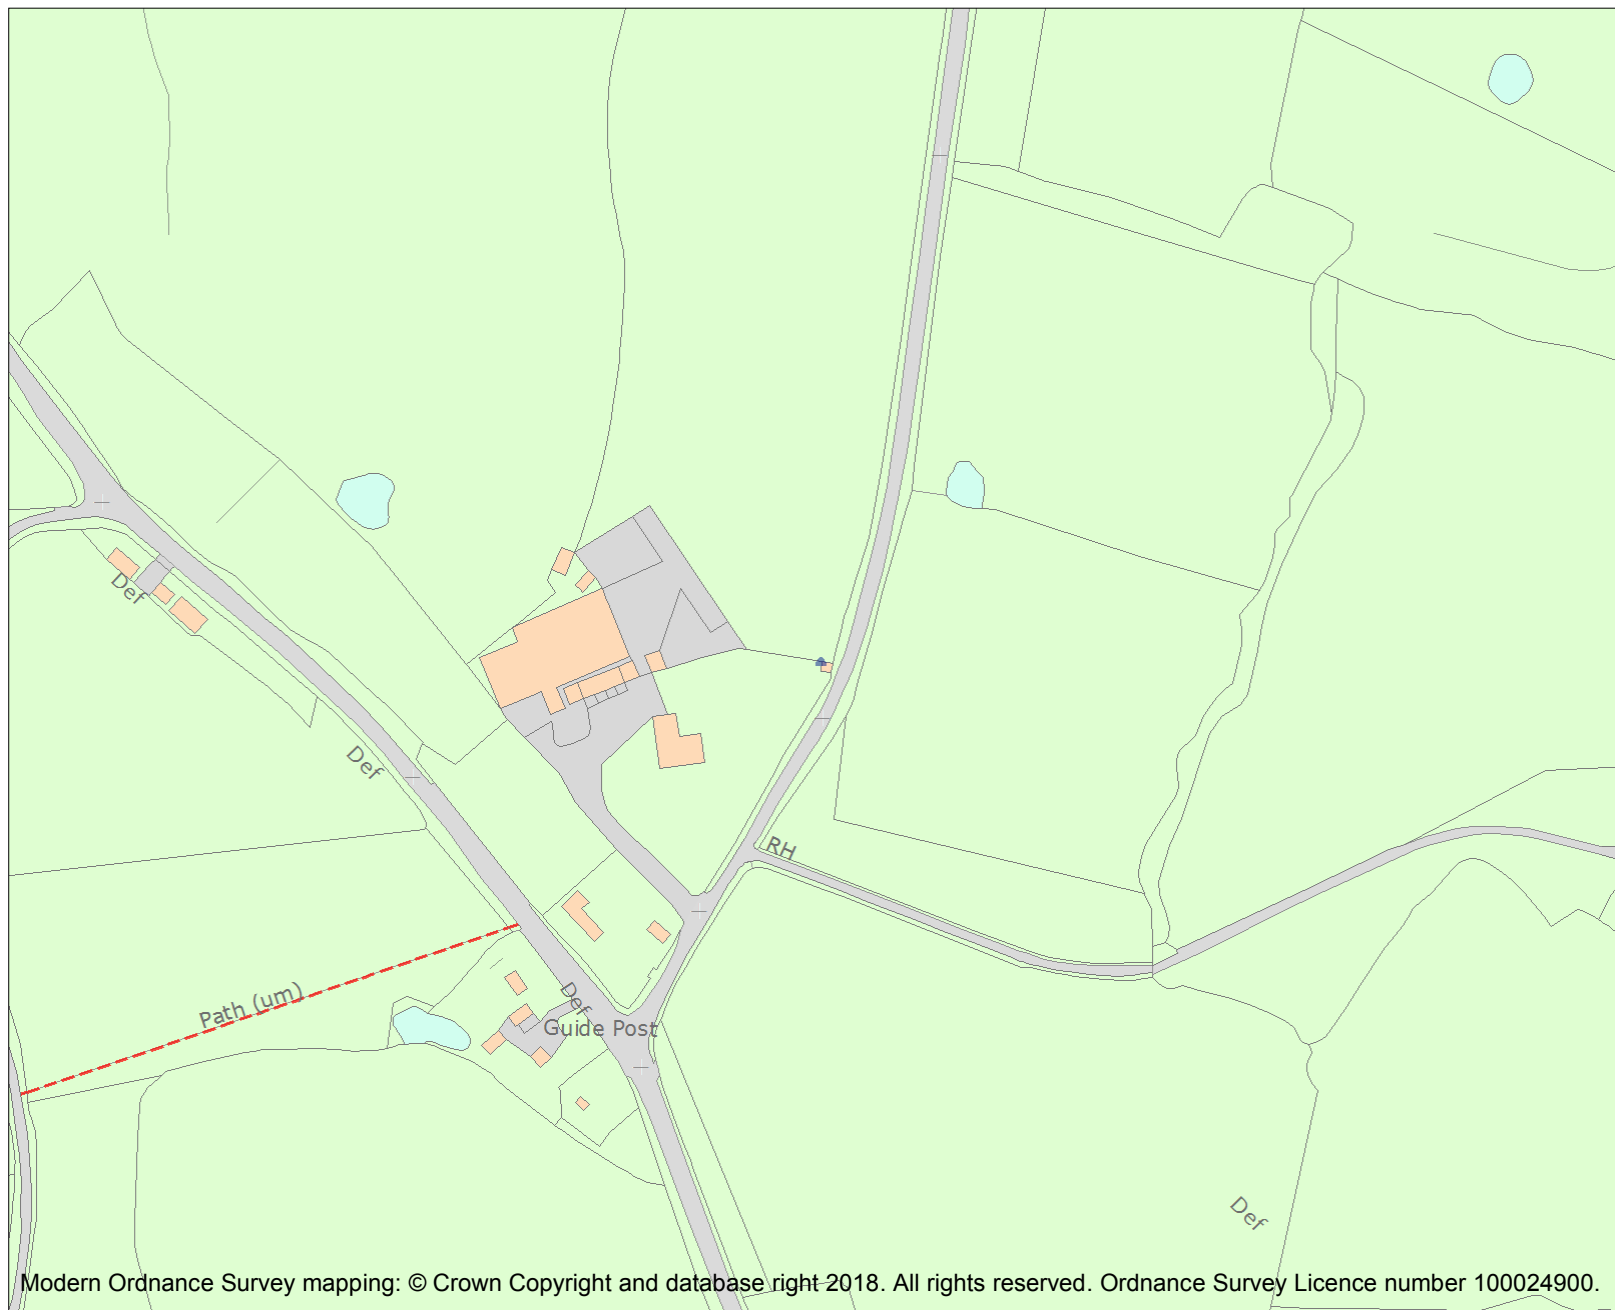 Def
Def
RH
Path (um)
Def
Guide Post
Def
Modern Ordnance Survey mapping: © Crown Copyright and database right 2018. All rights reserved. Ordnance Survey Licence number 100024900.